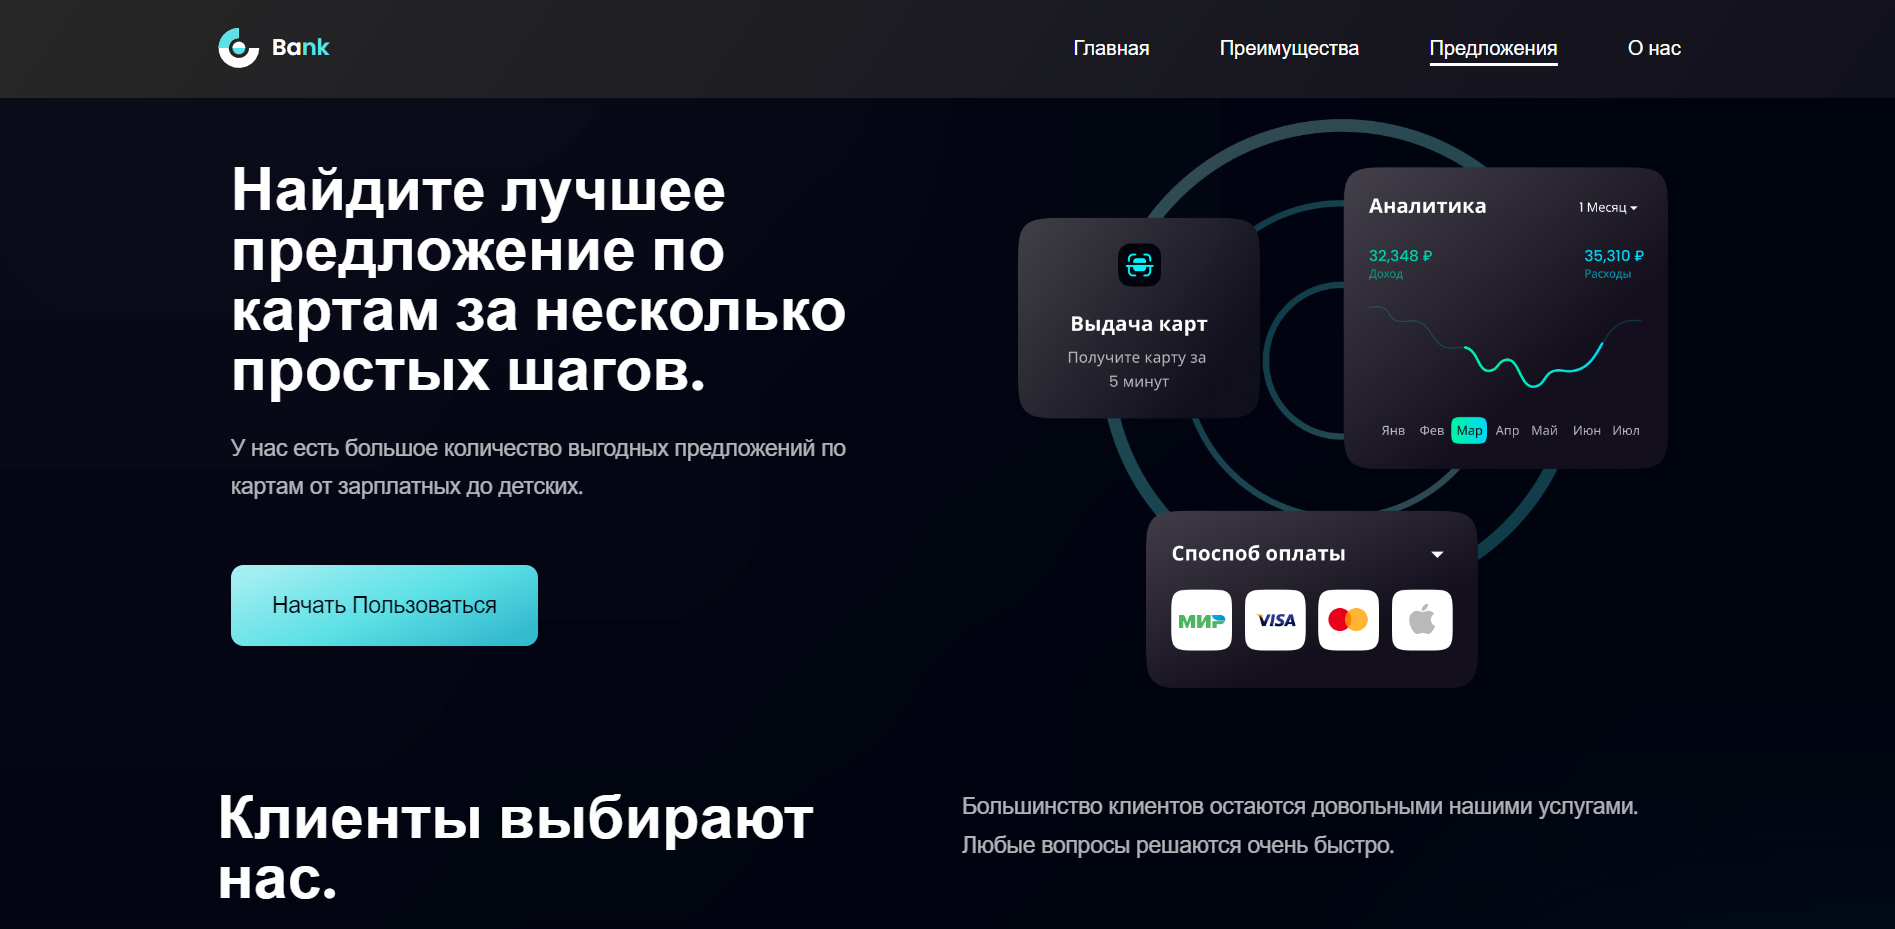 Bank
Главная
Преимущества
Предложения
О нас
Найдите лучшее
предложение по
картам за несколько
простых шагов.
У нас есть большое количество выгодных предложений по
картам от зарплатных до детских.
Начать Пользоваться
Выдача карт
Получите карту за
5 минут
Аналитика
1 Месяц
32,348 ₽
35,310 ₽
Доход
Расходы
Янв Фев Мар Апр Май Июн Июл
Споспоб оплаты
МИР
VISA
Клиенты выбирают
нас.
Большинство клиентов остаются довольными нашими услугами.
Любые вопросы решаются очень быстро.